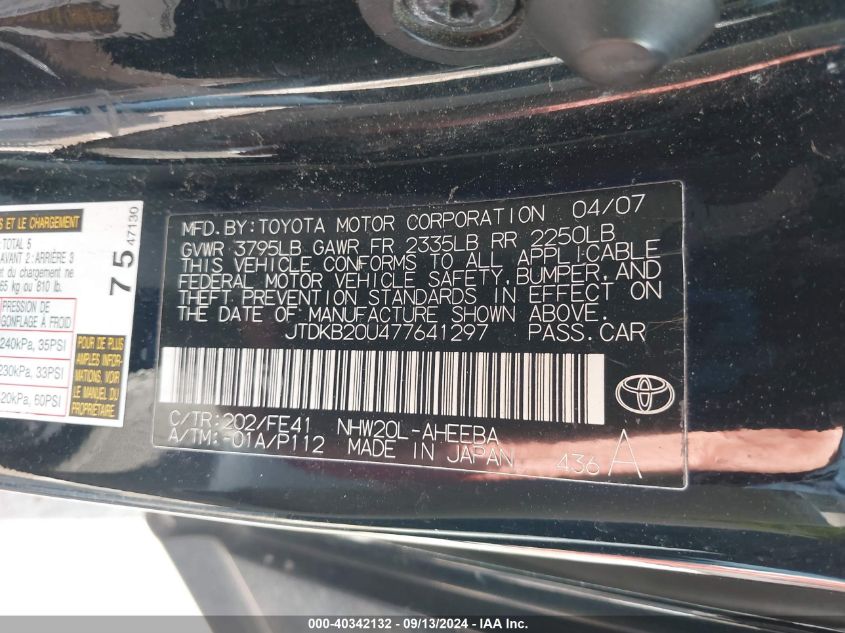 ET LE CHARGEMENT
TOTAL 5
AVANT 2 : ARRIÈRE 3
du chargement ne
65 kg ou 810 lb.
PRESSION DE
GONFLAGE À FROID
240kPa, 35PSI
230kPa, 33PSI
20kPa, 60PSI
POUR DE PLUS
AMPLES INFOR-
MATIONS, VOIR
LE MANUEL DU
PROPRIÉTAIRE
75
47130
MFD.BY:TOYOTA MOTOR CORPORATION 04/07
GVWR 3795LB GAWR FR 2335LB RR 2250LB
THIS VEHICLE CONFORMS TO ALL APPLICABLE
FEDERAL MOTOR VEHICLE SAFETY,BUMPER,AND
THEFT PREVENTION STANDARDS IN EFFECT ON
THE DATE OF MANUFACTURE SHOWN ABOVE.
JTDKB20U477641297 PASS.CAR
C/TR:202/FE41 NHW20L-AHEEBA
A/TM:-01A/P112 MADE IN JAPAN 436 A
000-40342132 - 09/13/2024 - IAA Inc.